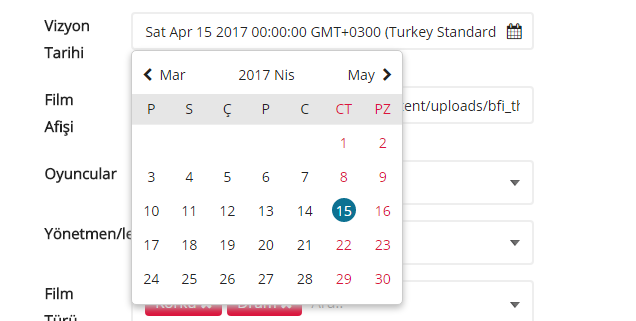 Vizyon
Tarihi
Sat Apr 15 2017 00:00:00 GMT+0300 (Turkey Standard
Mar 2017 Nis May
P S Ç P C CT PZ
1 2
3 4 5 6 7 8 9
10 11 12 13 14 15 16
17 18 19 20 21 22 23
24 25 26 27 28 29 30
Film
Afişi
tent/uploads/bfi_th
Oyuncular
Yönetmen/le
Film
Türü